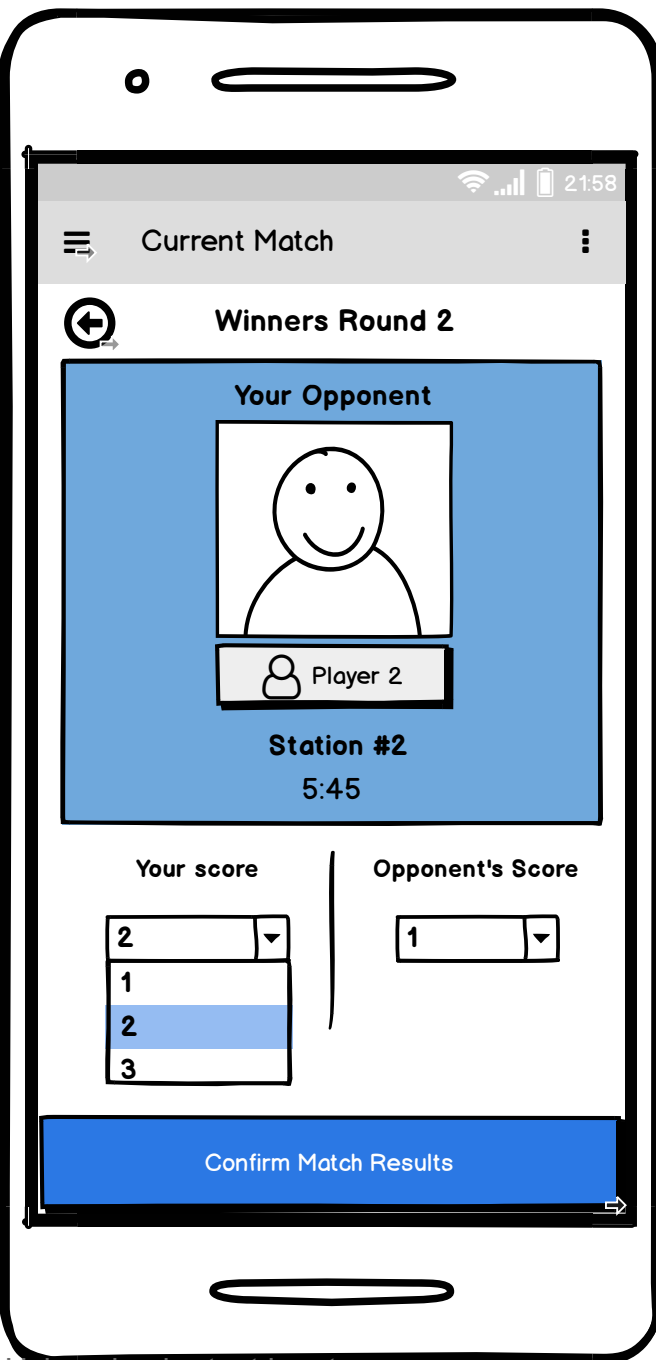 21:58
Current Match
Winners Round 2
Your Opponent
Player 2
Station #2
5:45
Your score
Opponent's Score
2
1
1
2
3
Confirm Match Results